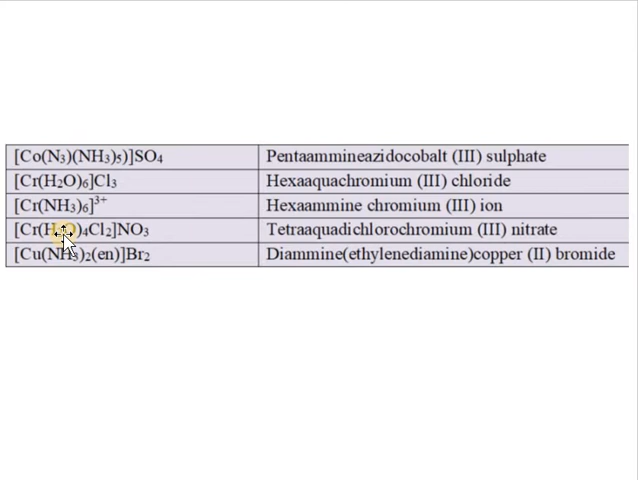 [Co(N₃)(NH₃)₅)]SO₄ Pentaammineazidocobalt (III) sulphate
[Cr(H₂O)₆]Cl₃ Hexaaquachromium (III) chloride
[Cr(NH₃)₆]³⁺ Hexaammine chromium (III) ion
[Cr(H₂O)₄Cl₂]NO₃ Tetraaquadichlorochromium (III) nitrate
[Cu(NH₃)₂(en)]Br₂ Diammine(ethylenediamine)copper (II) bromide